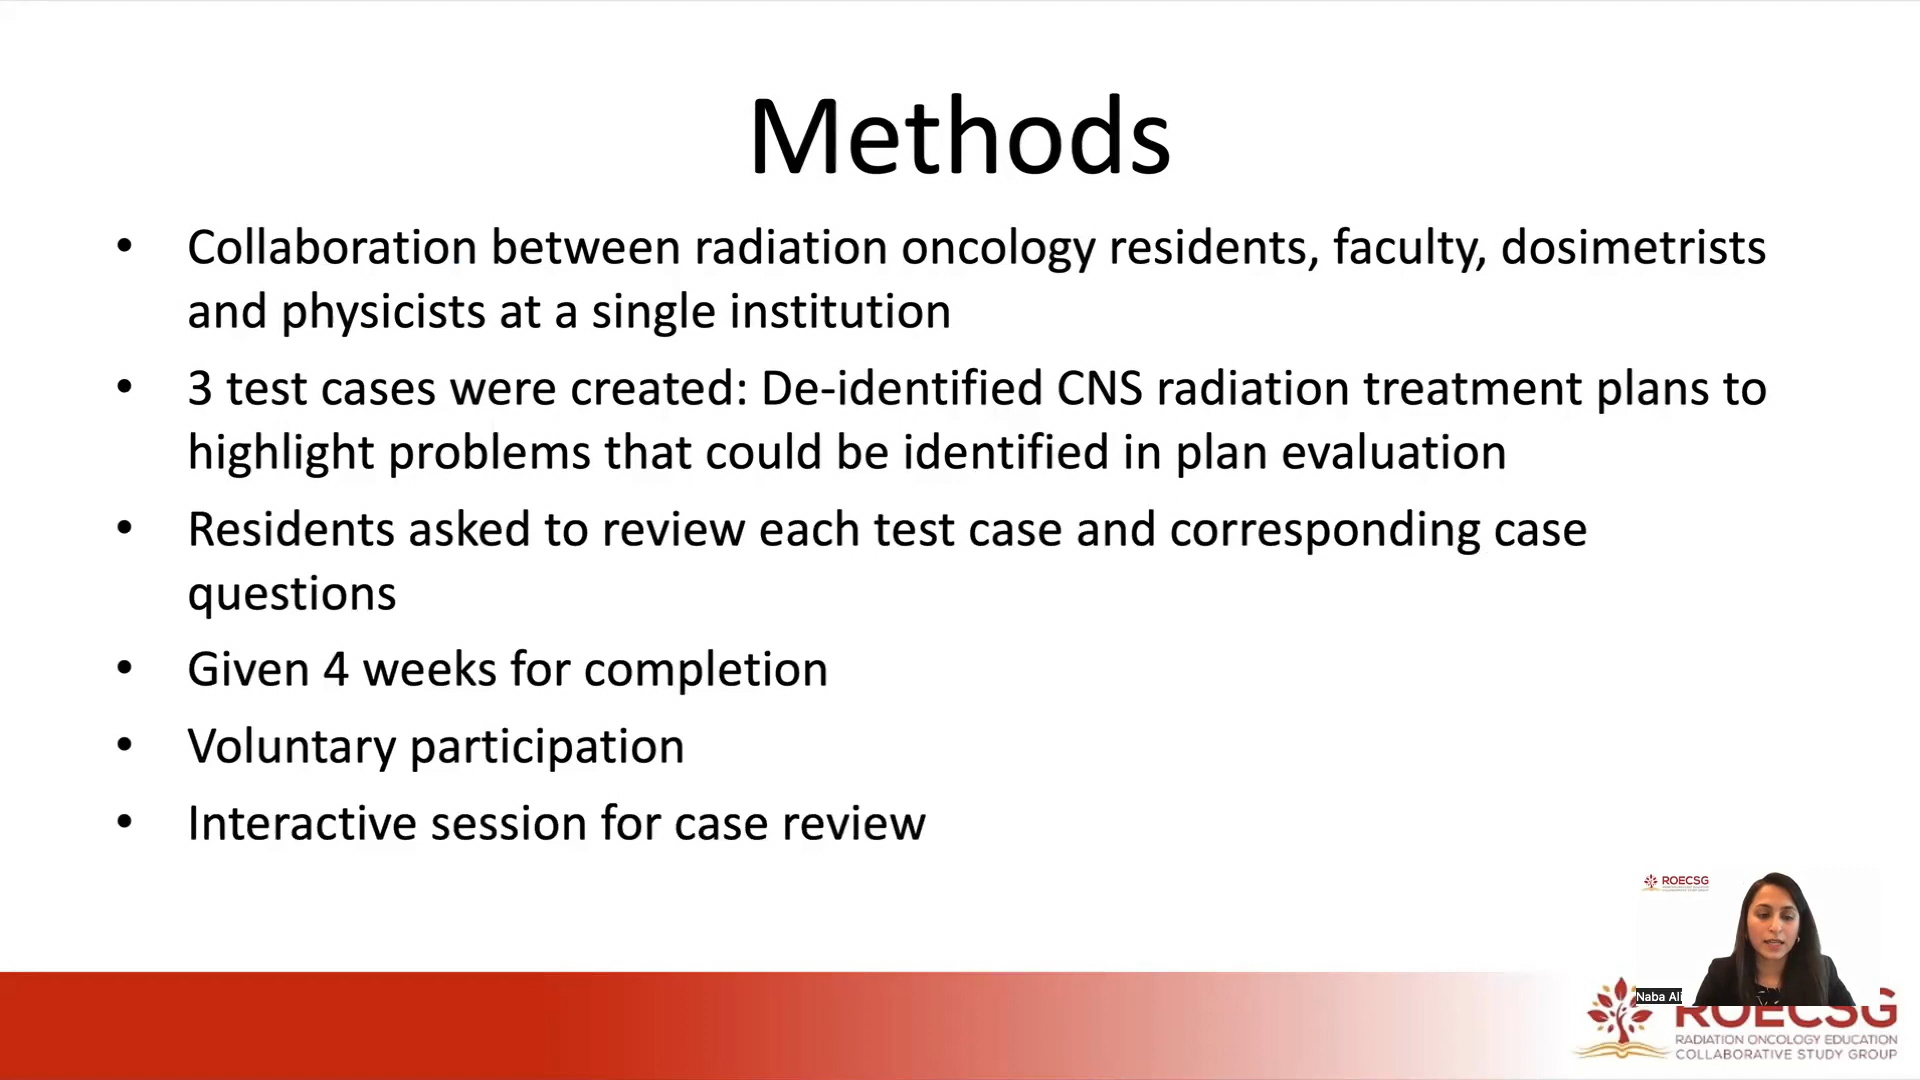 Methods
• Collaboration between radiation oncology residents, faculty, dosimetrists
and physicists at a single institution
• 3 test cases were created: De-identified CNS radiation treatment plans to
highlight problems that could be identified in plan evaluation
• Residents asked to review each test case and corresponding case
questions
• Given 4 weeks for completion
• Voluntary participation
• Interactive session for case review
ROECSG
Naba Ali
ROECSG
RADIATION ONCOLOGY EDUCATION
COLLABORATIVE STUDY GROUP